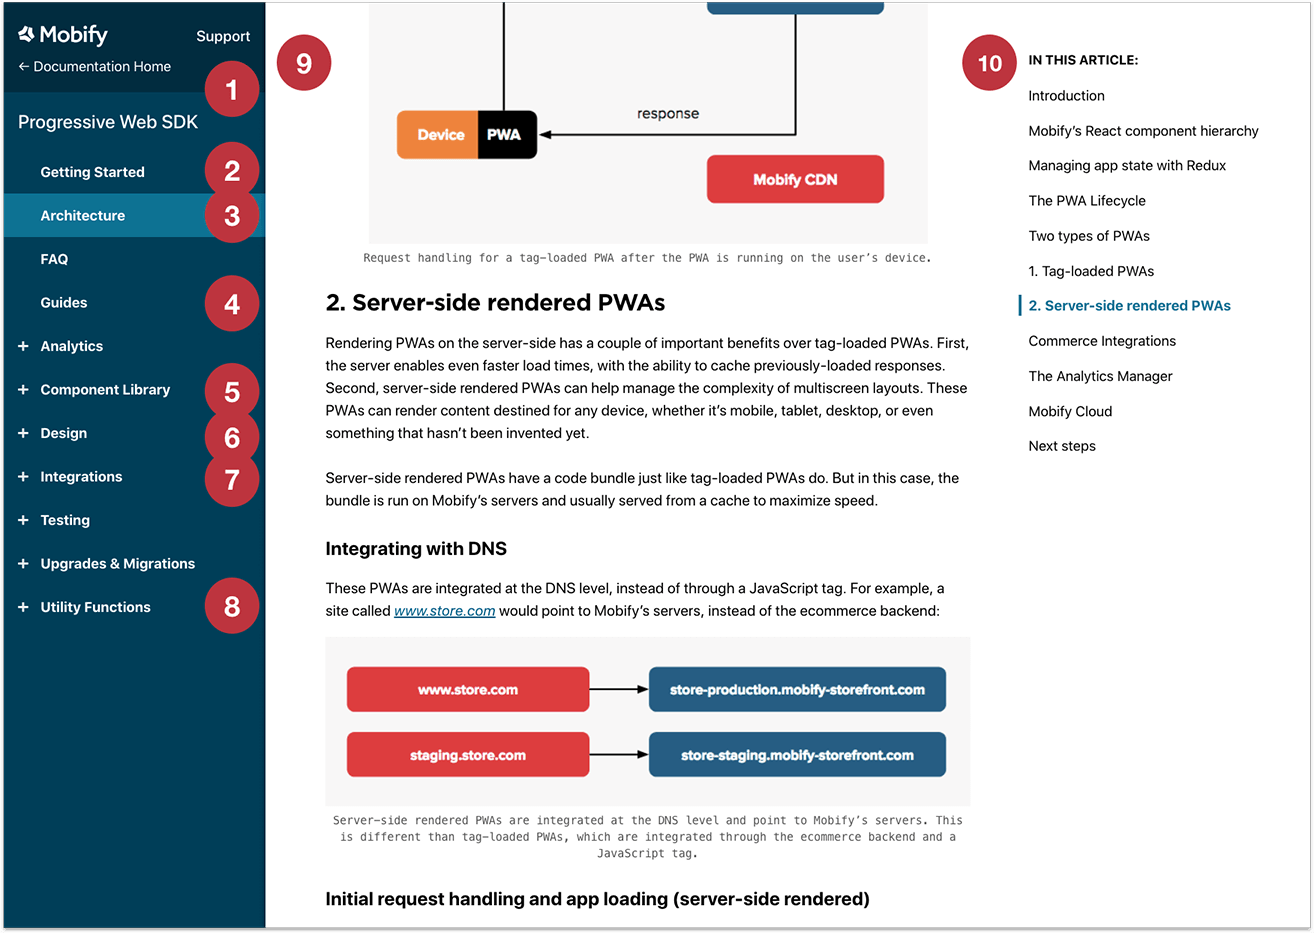 Mobify
Support
← Documentation Home
1
Progressive Web SDK
Getting Started
2
Architecture
3
FAQ
Guides
4
+ Analytics
+ Component Library
5
+ Design
6
+ Integrations
7
+ Testing
+ Upgrades & Migrations
+ Utility Functions
8
9
Device
PWA
response
Mobify CDN
Request handling for a tag-loaded PWA after the PWA is running on the user's device.
2. Server-side rendered PWAs
Rendering PWAs on the server-side has a couple of important benefits over tag-loaded PWAs. First,
the server enables even faster load times, with the ability to cache previously-loaded responses.
Second, server-side rendered PWAs can help manage the complexity of multiscreen layouts. These
PWAs can render content destined for any device, whether it's mobile, tablet, desktop, or even
something that hasn't been invented yet.
Server-side rendered PWAs have a code bundle just like tag-loaded PWAs do. But in this case, the
bundle is run on Mobify's servers and usually served from a cache to maximize speed.
Integrating with DNS
These PWAs are integrated at the DNS level, instead of through a JavaScript tag. For example, a
site called www.store.com would point to Mobify's servers, instead of the ecommerce backend:
www.store.com
store-production.mobify-storefront.com
staging.store.com
store-staging.mobify-storefront.com
Server-side rendered PWAs are integrated at the DNS level and point to Mobify's servers. This
is different than tag-loaded PWAs, which are integrated through the ecommerce backend and a
JavaScript tag.
Initial request handling and app loading (server-side rendered)
10
IN THIS ARTICLE:
Introduction
Mobify's React component hierarchy
Managing app state with Redux
The PWA Lifecycle
Two types of PWAs
1. Tag-loaded PWAs
2. Server-side rendered PWAs
Commerce Integrations
The Analytics Manager
Mobify Cloud
Next steps